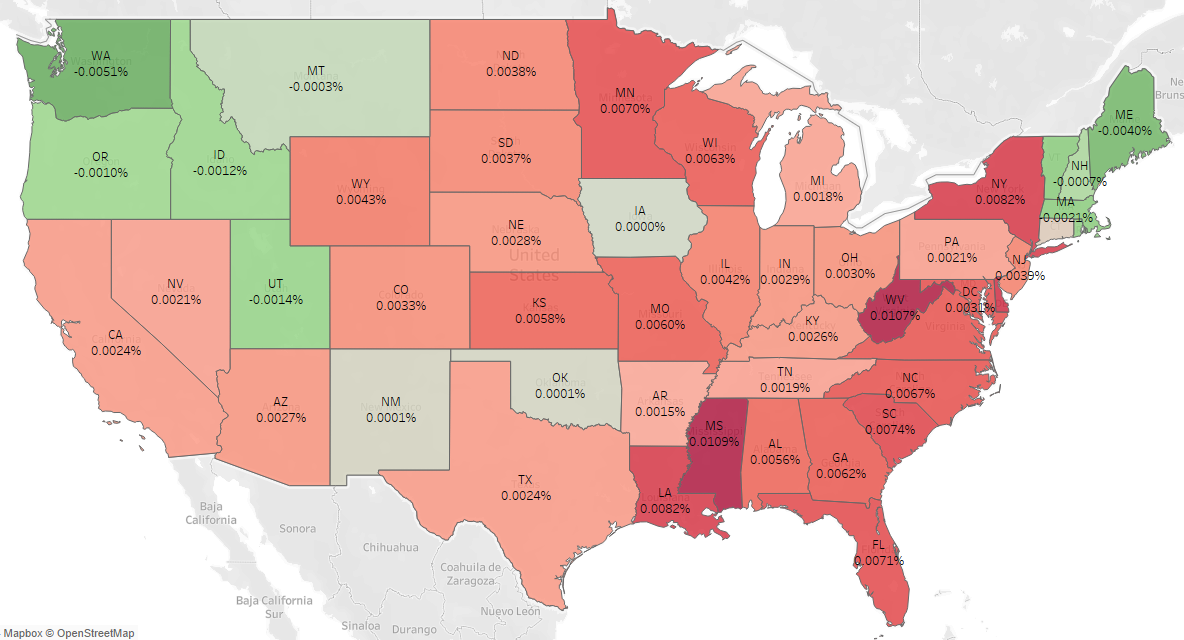 WA
-0.0051%
MT
-0.0003%
ND
0.0038%
MN
0.0070%
ME
-0.0040%
OR
-0.0010%
ID
-0.0012%
SD
0.0037%
WI
0.0063%
NH
-0.0007%
WY
0.0043%
MI
0.0018%
NY
0.0082%
MA
-0.0021%
IA
0.0000%
NE
0.0028%
United
States
PA
0.0021%
NV
0.0021%
UT
-0.0014%
CO
0.0033%
IL
0.0042%
IN
0.0029%
OH
0.0030%
NJ
0.0039%
KS
0.0058%
MO
0.0060%
WV
0.0107%
DC
0.0031%
Virginia
CA
0.0024%
KY
0.0026%
AZ
0.0027%
NM
0.0001%
OK
0.0001%
AR
0.0015%
TN
0.0019%
NC
0.0067%
SC
0.0074%
MS
0.0109%
AL
0.0056%
GA
0.0062%
TX
0.0024%
LA
0.0082%
FL
0.0071%
Baja
California
Sonora
Chihuahua
Coahuila de
Zaragoza
Baja California
Sur
Sinaloa
Durango
Nuevo León
Mapbox © OpenStreetMap